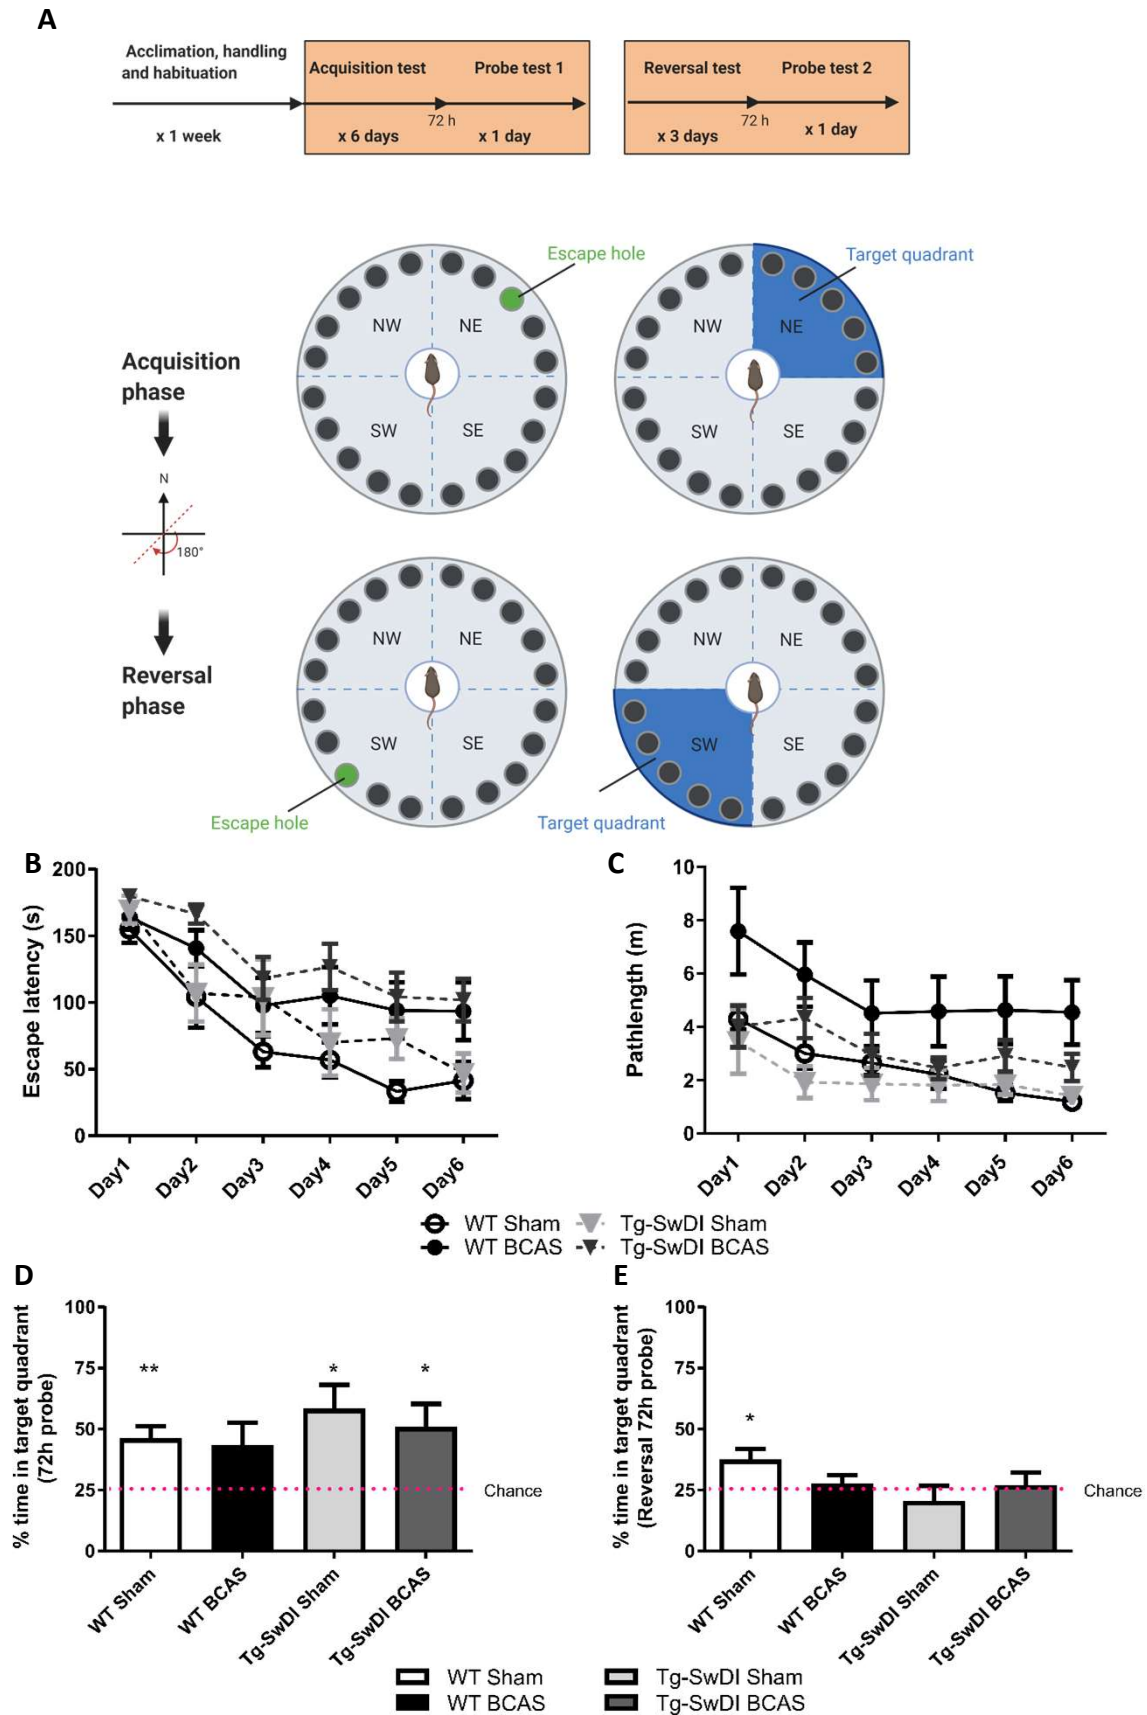 A
Acclimation, handling
and habituation
x 1 week
Acquisition test
Probe test 1
72 h
x 6 days
x 1 day
Reversal test
Probe test 2
72 h
x 3 days
x 1 day
Escape hole
Target quadrant
NW
NE
SW
SE
NW
NE
SW
SE
Acquisition
phase
N
180°
Reversal
phase
NW
NE
SW
SE
NW
NE
SW
SE
Escape hole
Target quadrant
B
Escape latency (s)
200
150
100
50
0
Day1
Day2
Day3
Day4
Day5
Day6
C
Pathlength (m)
10
8
6
4
2
0
Day1
Day2
Day3
Day4
Day5
Day6
WT Sham
Tg-SwDI Sham
WT BCAS
Tg-SwDI BCAS
D
% time in target quadrant
(72h probe)
100
75
50
25
0
**
*
*
Chance
WT Sham
WT BCAS
Tg-SwDI Sham
Tg-SwDI BCAS
E
% time in target quadrant
(Reversal 72h probe)
100
75
50
25
0
*
Chance
WT Sham
WT BCAS
Tg-SwDI Sham
Tg-SwDI BCAS
WT Sham
Tg-SwDI Sham
WT BCAS
Tg-SwDI BCAS